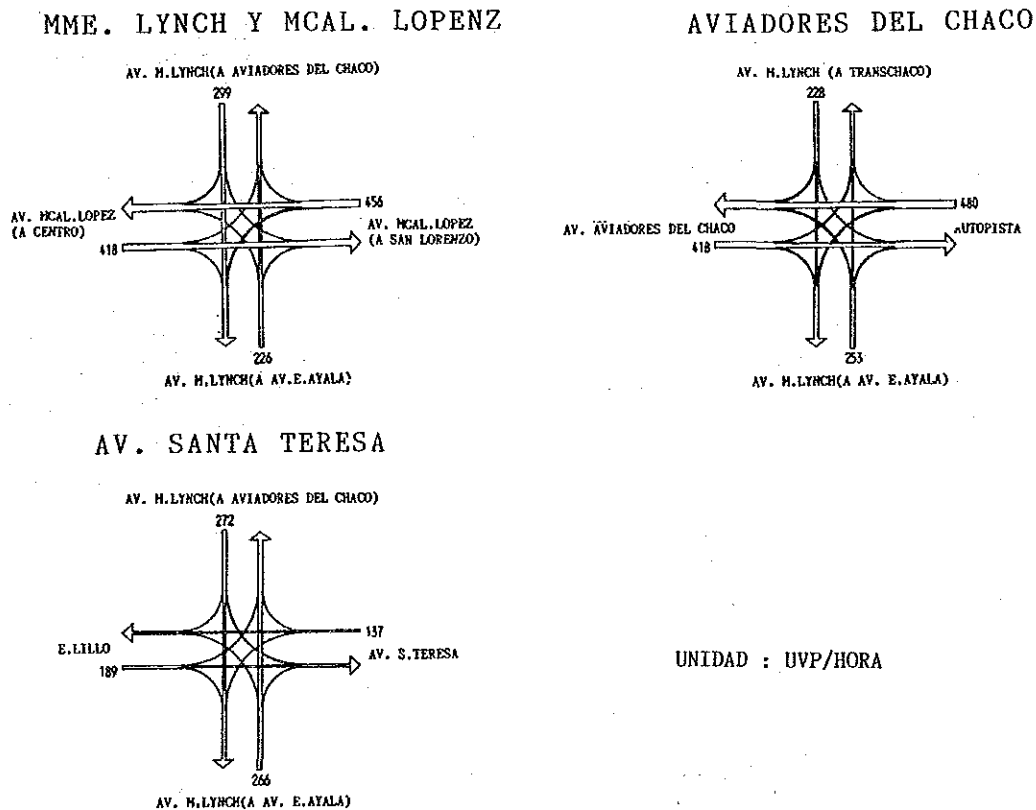 MME. LYNCH Y MCAL. LOPENZ
AV. M.LYNCH(A AVIADORES DEL CHACO)
299
456
AV. MCAL.LOPEZ
(A CENTRO)
418
AV. MCAL.LOPEZ
(A SAN LORENZO)
226
AV. M.LYNCH(A AV.E.AYALA)
AVIADORES DEL CHACO
AV. M.LYNCH (A TRANSCHACO)
228
480
AV. AVIADORES DEL CHACO
418
AUTOPISTA
253
AV. M.LYNCH(A AV. E.AYALA)
AV. SANTA TERESA
AV. M.LYNCH(A AVIADORES DEL CHACO)
272
137
E.LILLO
189
AV. S.TERESA
266
AV. M.LYNCH(A AV. E.AYALA)
UNIDAD : UVP/HORA